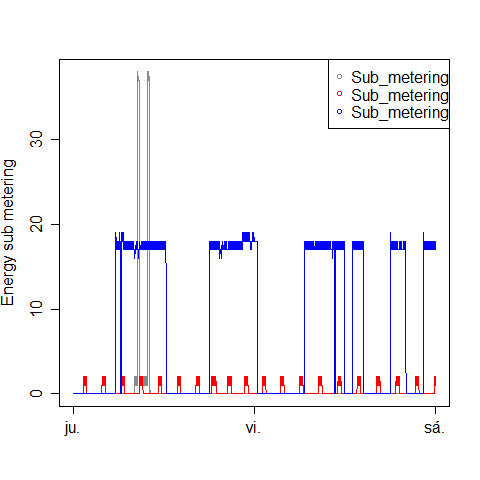 Sub_metering
Sub_metering
Sub_metering
Energy sub metering
30
20
10
0
ju.
vi.
sá.